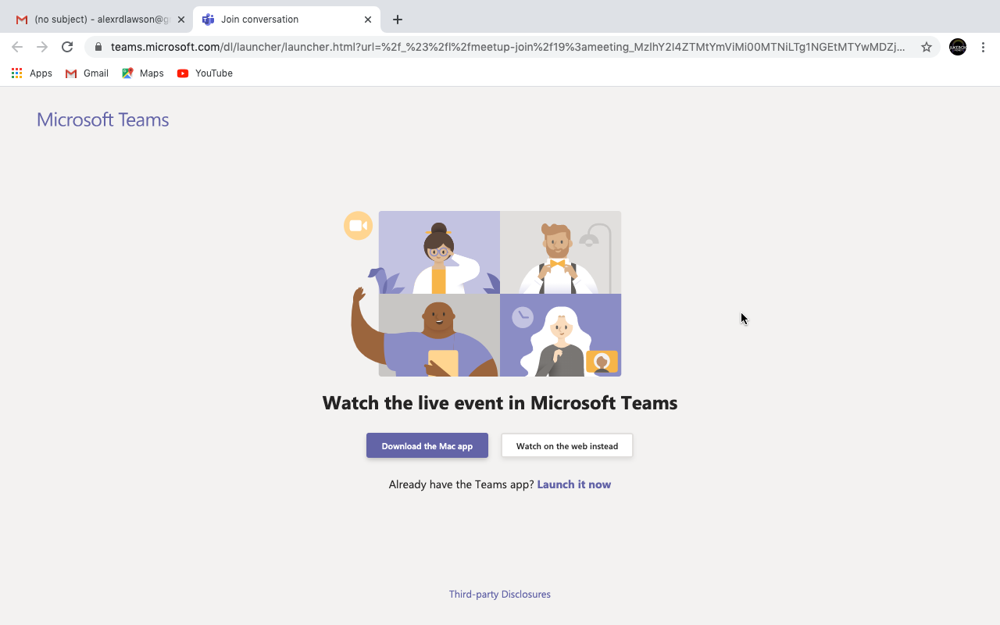 (no subject) - alexrdlawson@g
Join conversation
teams.microsoft.com/dl/launcher/launcher.html?url=%2f_%23%2fl%2fmeetup-join%2f19%3ameeting_MzlhY2I4ZTMtYmViMi00MTNiLTg1NGEtMTYwMDZj...
Apps Gmail Maps YouTube
Microsoft Teams
Watch the live event in Microsoft Teams
Download the Mac app Watch on the web instead
Already have the Teams app? Launch it now
Third-party Disclosures